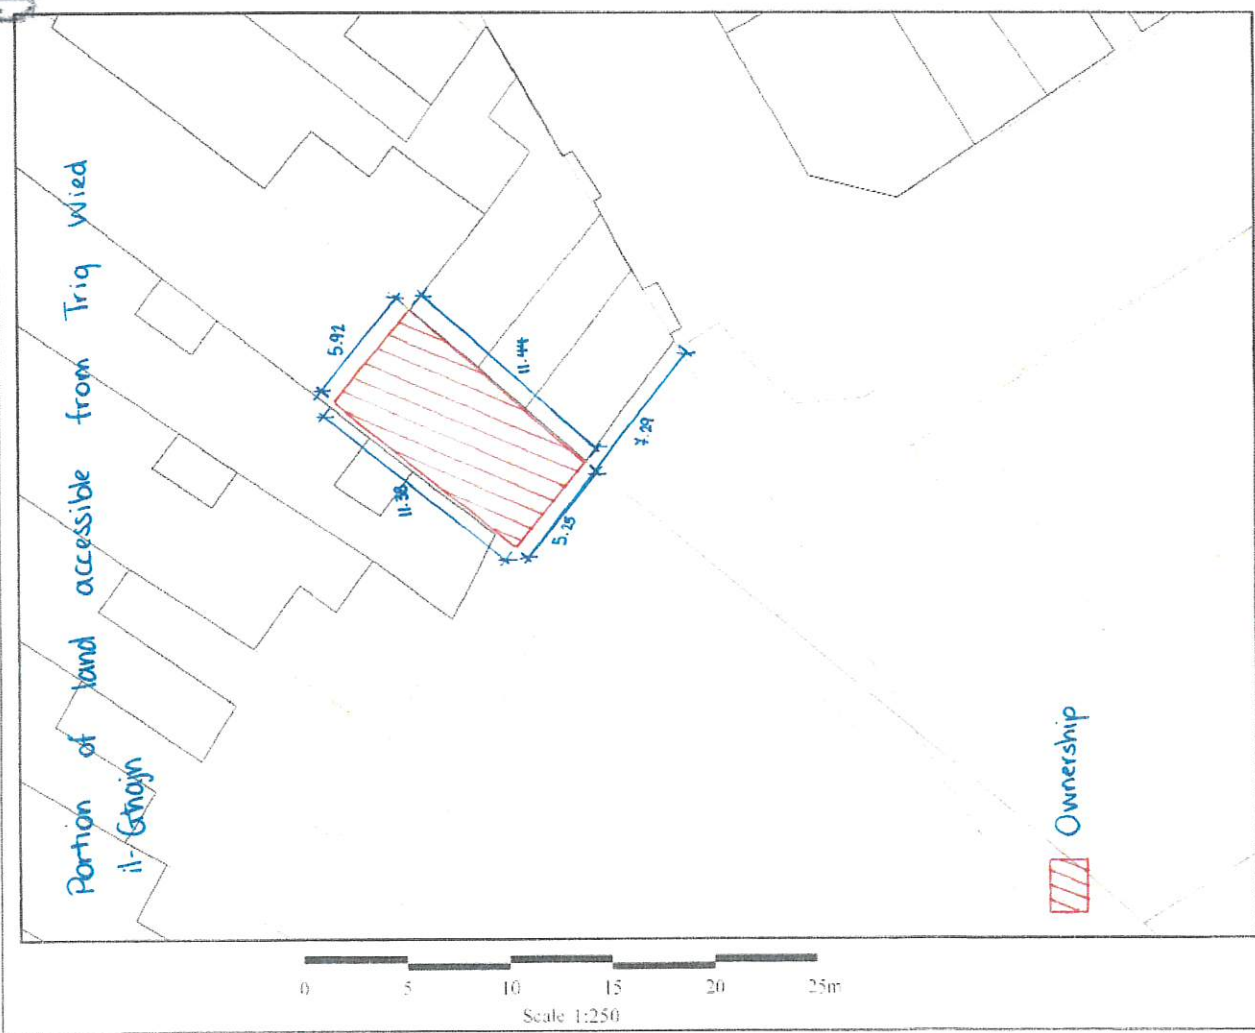 Portion of land accessible from Triq Wied
il-Għajn
5.92
11.44
11.38
5.25
7.29
Ownership
0 5 10 15 20 25m
Scale 1:250